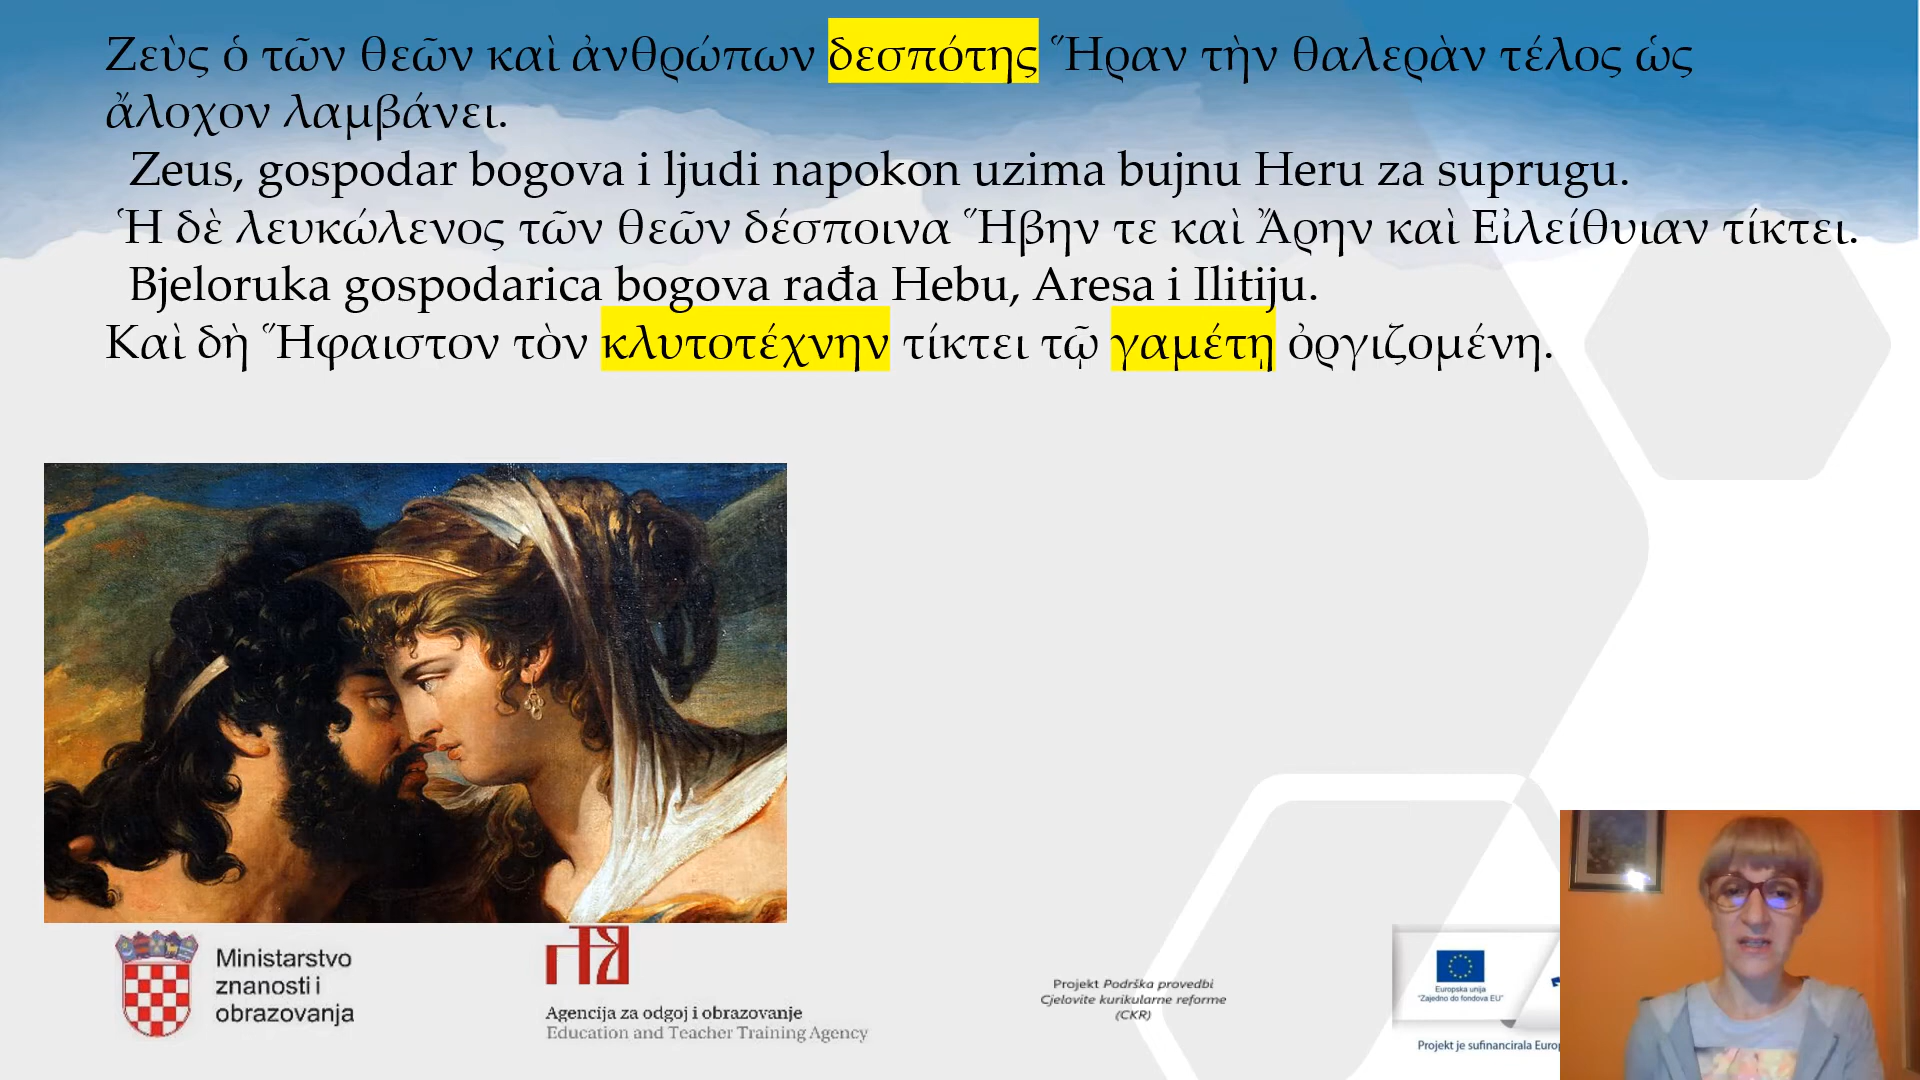 Ζεὺς ὁ τῶν θεῶν καὶ ἀνθρώπων δεσπότης Ἥραν τὴν θαλερὰν τέλος ὡς
ἄλοχον λαμβάνει.
Zeus, gospodar bogova i ljudi napokon uzima bujnu Heru za suprugu.
Ἡ δὲ λευκώλενος τῶν θεῶν δέσποινα Ἥβην τε καὶ Ἄρην καὶ Εἰλείθυιαν τίκτει.
Bjeloruka gospodarica bogova rađa Hebu, Aresa i Ilitiju.
Καὶ δὴ Ἥφαιστον τὸν κλυτοτέχνην τίκτει τῷ γαμέτῃ ὀργιζομένη.
Ministarstvo
znanosti i
obrazovanja
Agencija za odgoj i obrazovanje
Education and Teacher Training Agency
Projekt Podrška provedbi
Cjelovite kurikularne reforme
(CKR)
Europska unija
"Zajedno do fondova EU"
Projekt je sufinancirala Europ